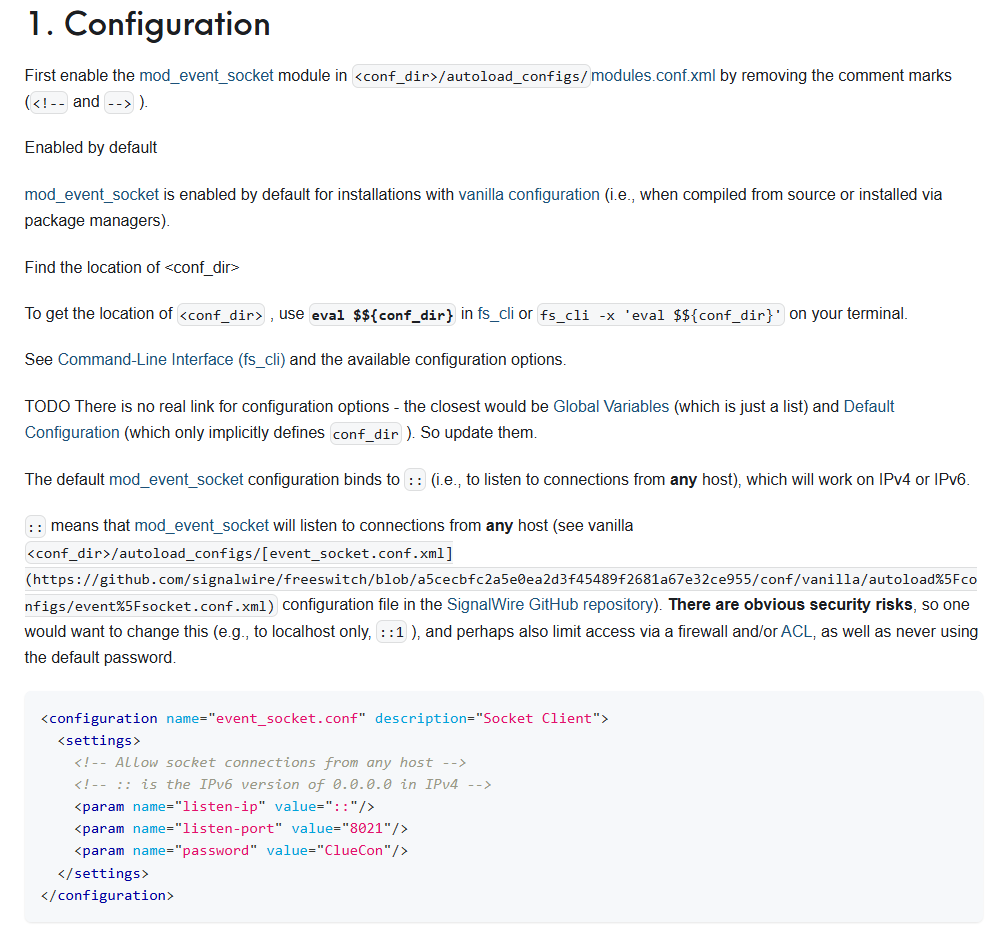 1. Configuration
First enable the mod_event_socket module in <conf_dir>/autoload_configs/modules.conf.xml by removing the comment marks
(<!-- and --> ).
Enabled by default
mod_event_socket is enabled by default for installations with vanilla configuration (i.e., when compiled from source or installed via
package managers).
Find the location of <conf_dir>
To get the location of <conf_dir> , use eval $${conf_dir} in fs_cli or fs_cli -x 'eval $${conf_dir}' on your terminal.
See Command-Line Interface (fs_cli) and the available configuration options.
TODO There is no real link for configuration options - the closest would be Global Variables (which is just a list) and Default
Configuration (which only implicitly defines conf_dir ). So update them.
The default mod_event_socket configuration binds to :: (i.e., to listen to connections from any host), which will work on IPv4 or IPv6.
:: means that mod_event_socket will listen to connections from any host (see vanilla
<conf_dir>/autoload_configs/[event_socket.conf.xml]
(https://github.com/signalwire/freeswitch/blob/a5cecbfc2a5e0ea2d3f45489f2681a67e32ce955/conf/vanilla/autoload%5Fco
nfigs/event%5Fsocket.conf.xml) configuration file in the SignalWire GitHub repository). There are obvious security risks, so one
would want to change this (e.g., to localhost only, ::1 ), and perhaps also limit access via a firewall and/or ACL, as well as never using
the default password.
<configuration name="event_socket.conf" description="Socket Client">
  <settings>
    <!-- Allow socket connections from any host -->
    <!-- :: is the IPv6 version of 0.0.0.0 in IPv4 -->
    <param name="listen-ip" value="::"/>
    <param name="listen-port" value="8021"/>
    <param name="password" value="ClueCon"/>
  </settings>
</configuration>